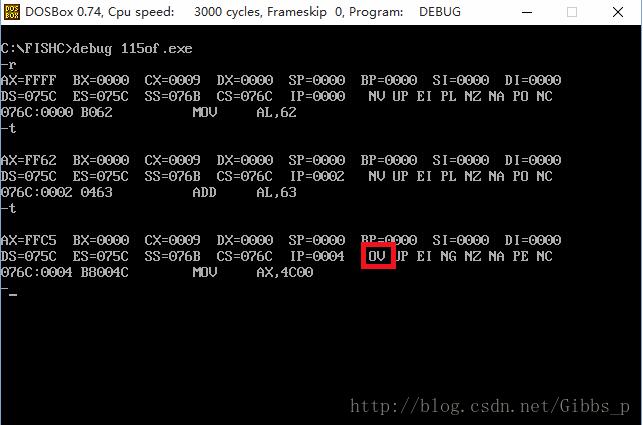 DOSBox 0.74, Cpu speed: 3000 cycles, Frameskip 0, Program: DEBUG
C:\FISHC>debug 115of.exe
-r
AX=FFFF BX=0000 CX=0009 DX=0000 SP=0000 BP=0000 SI=0000 DI=0000
DS=075C ES=075C SS=076B CS=076C IP=0000 NV UP EI PL NZ NA PO NC
076C:0000 B062 MOV AL,62
-t
AX=FF62 BX=0000 CX=0009 DX=0000 SP=0000 BP=0000 SI=0000 DI=0000
DS=075C ES=075C SS=076B CS=076C IP=0002 NV UP EI PL NZ NA PO NC
076C:0002 0463 ADD AL,63
-t
AX=FFC5 BX=0000 CX=0009 DX=0000 SP=0000 BP=0000 SI=0000 DI=0000
DS=075C ES=075C SS=076B CS=076C IP=0004 OV UP EI NG NZ NA PE NC
076C:0004 B8004C MOV AX,4C00
-_
http://blog.csdn.net/Gibbs_p